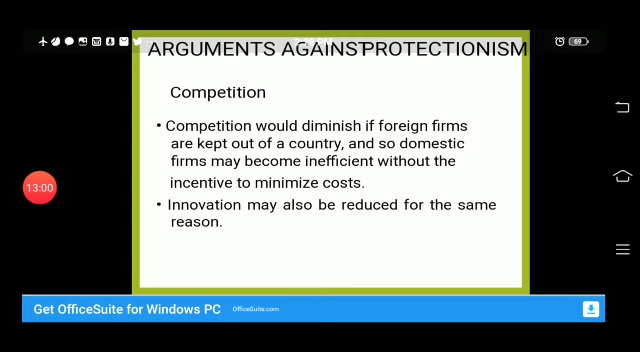 ARGUMENTS AGAINST PROTECTIONISM
69
Competition
• Competition would diminish if foreign firms
are kept out of a country, and so domestic
firms may become inefficient without the
incentive to minimize costs.
13:00
• Innovation may also be reduced for the same
reason.
Get OfficeSuite for Windows PC OfficeSuite.com